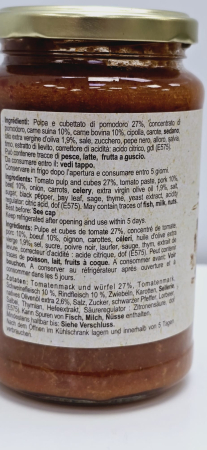 Ingredienti: Polpa e cubettato di pomodoro 27%, concentrato di
pomodoro, carne suina 10%, carne bovina 10%, cipolla, carote, sedano,
olio extra vergine d'oliva 1,9%, sale, zucchero, pepe nero, alloro, salvia,
timo, estratto di lievito, correttore di acidità: acido citrico, gdl (E575).
Può contenere tracce di pesce, latte, frutta a guscio.
Da consumare entro il: vedi tappo.
Conservare in frigo dopo l'apertura e consumare entro 5 giorni.
Ingredients: Tomato pulp and cubes 27%, tomato paste, pork 10%,
beef 10%, onion, carrots, celery, extra virgin olive oil 1,9%, salt,
sugar, black pepper, bay leaf, sage, thyme, yeast extract, acidity
regulator: citric acid, gdl (E575). May contain traces of fish, milk, nuts.
Best before: See cap
Keep refrigerated after opening and use within 5 days.
Ingrédients: Pulpe et cubes de tomate 27%, concentré de tomate,
porc 10%, boeuf 10%, oignon, carottes, céleri, huile d'olive extra
vierge 1,9%, sel, sucre, poivre noir, laurier, sauge, thym, extrait de
levure, correcteur d'acidité : acide citrique, gdl (E575). Peut contenir
traces de poisson, lait, fruits à coque. A consommer avant: Voir
bouchon. A conserver au réfrigérateur après ouverture et à
consommer dans les 5 jours.
Zutaten: Tomatenmark und würfel 27%, Tomatenmark,
Schweinefleisch 10 %, Rindfleisch 10 %, Zwiebeln, Karotten, Sellerie,
natives Olivenöl extra 2,6%, Salz, Zucker, schwarzer Pfeffer, Lorbeer,
Salbei, Thymian, Hefeextrakt, Säureregulator: Zitronensäure, gdl
(E575). Kann Spuren von Fisch, Milch, Nüsse enthalten.
Mindestens haltbar bis: Siehe Verschluss.
Nach dem Öffnen im Kühlschrank lagern und innerhalb von 5 Tagen